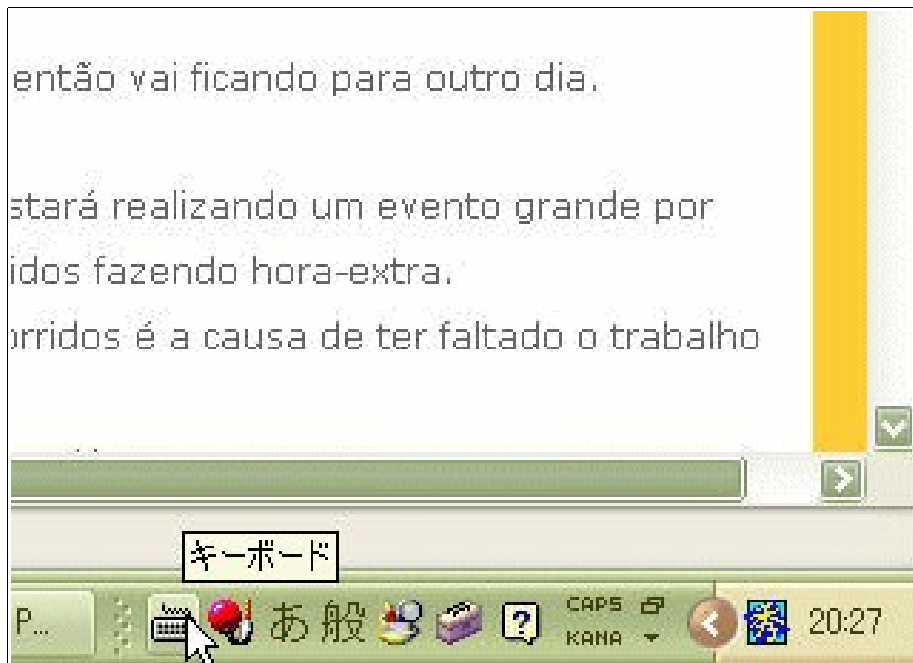 então vai ficando para outro dia.
stará realizando um evento grande por
idos fazendo hora-extra.
orridos é a causa de ter faltado o trabalho
キーボード
P...
あ 般
CAPS
KANA
20:27